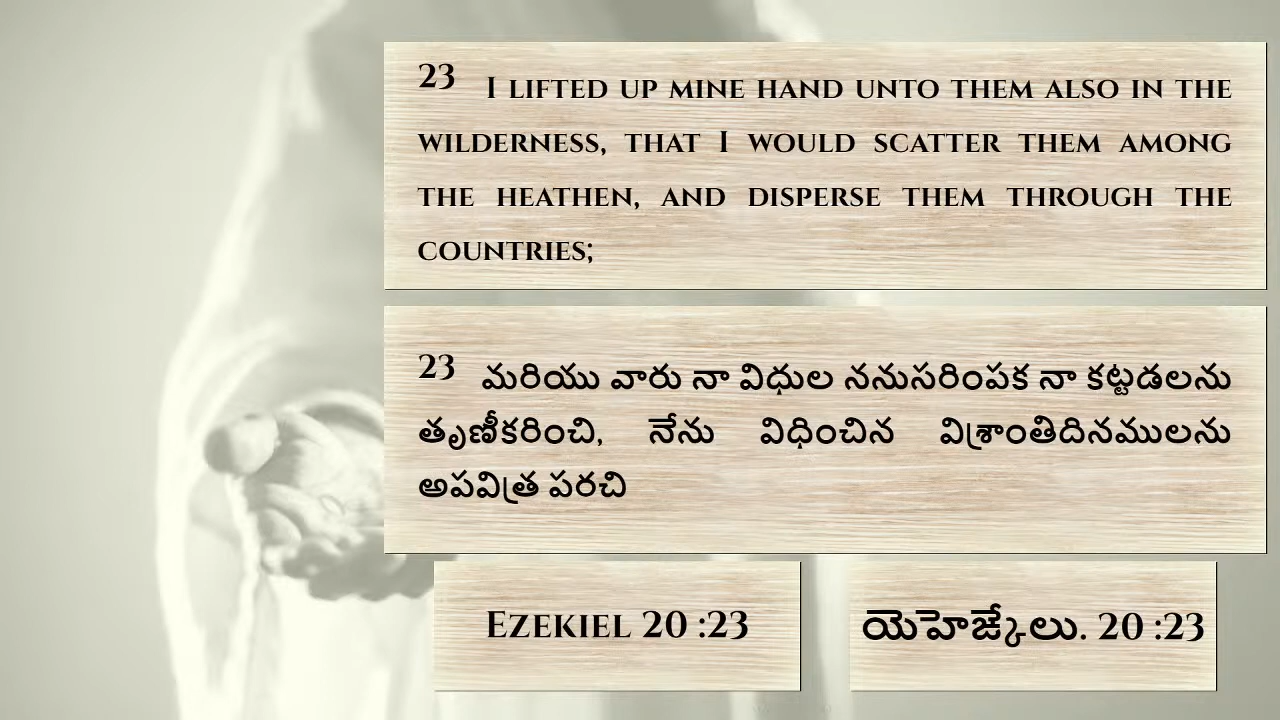 23 I lifted up mine hand unto them also in the
wilderness, that I would scatter them among
the heathen, and disperse them through the
countries;
23 మరియు వారు నా విధుల ననుసరింపక నా కట్టడలను
తృణీకరించి, నేను విధించిన విశ్రాంతిదినములను
అపవిత్ర పరచి
Ezekiel 20 :23
యెహెఙ్కేలు. 20 :23